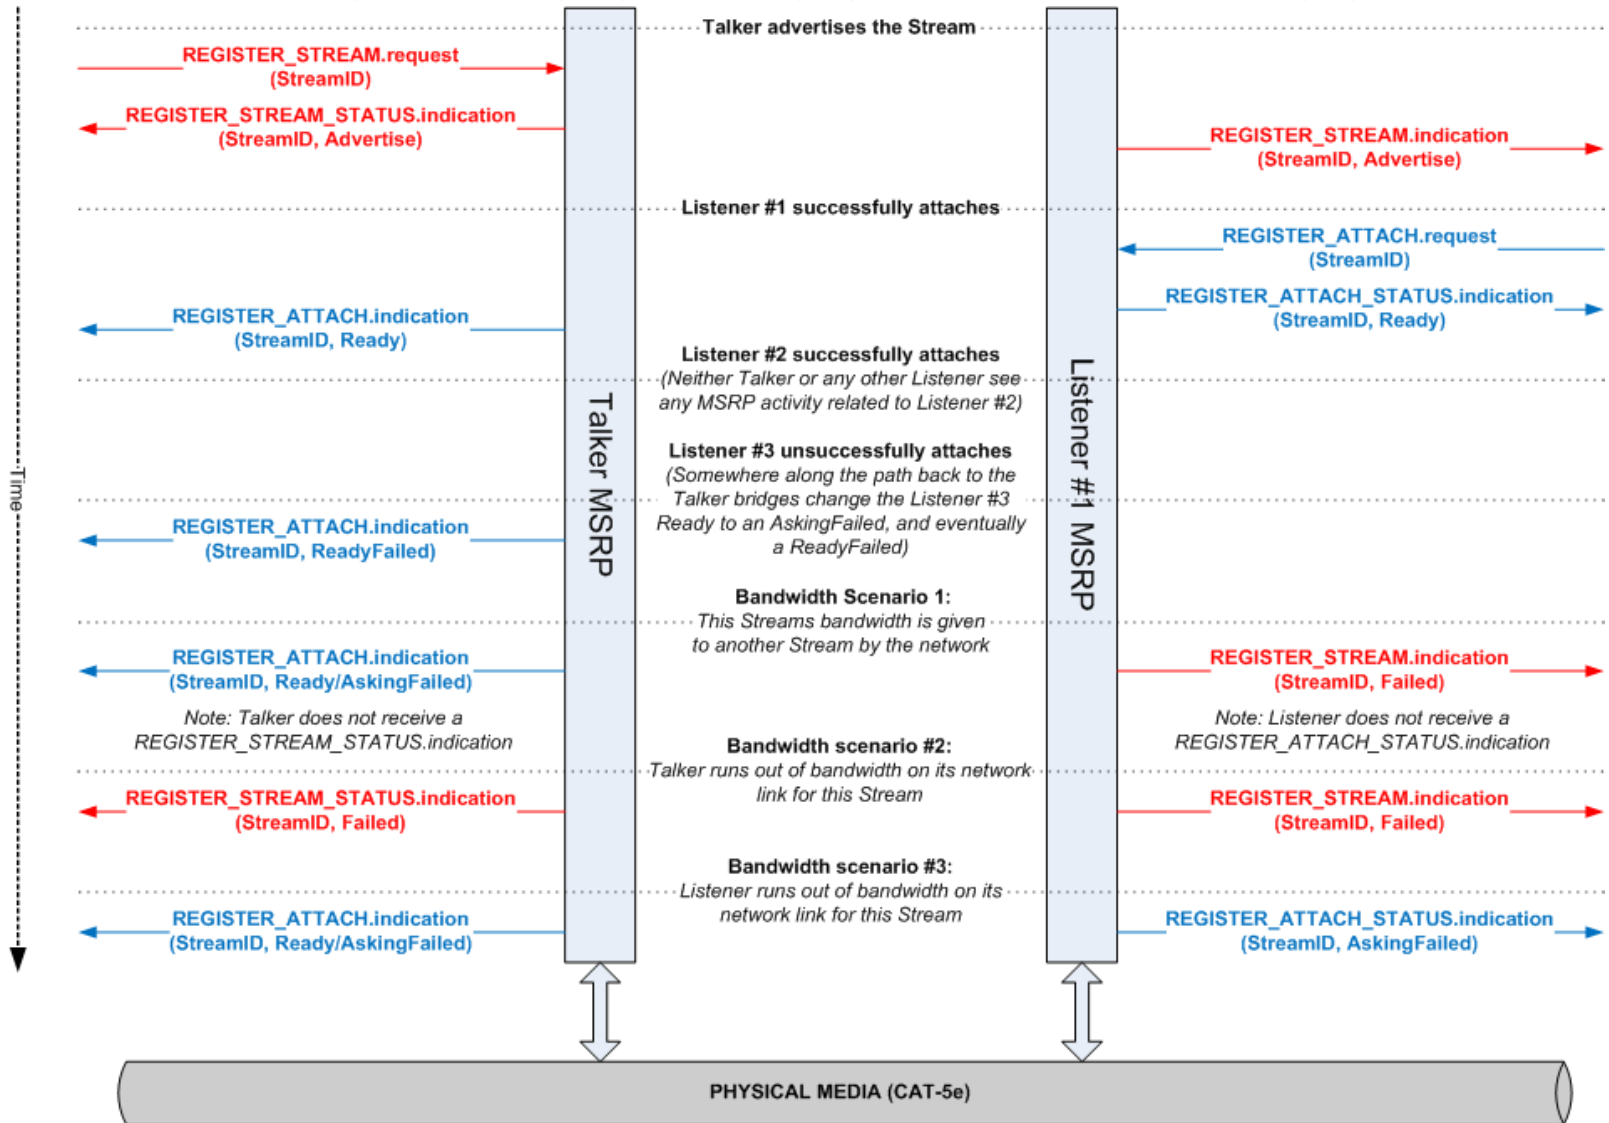 Talker advertises the Stream
REGISTER_STREAM.request
(StreamID)
REGISTER_STREAM_STATUS.indication
(StreamID, Advertise)
REGISTER_STREAM.indication
(StreamID, Advertise)
Listener #1 successfully attaches
REGISTER_ATTACH.request
(StreamID)
REGISTER_ATTACH_STATUS.indication
(StreamID, Ready)
REGISTER_ATTACH.indication
(StreamID, Ready)
Listener #2 successfully attaches
(Neither Talker or any other Listener see
any MSRP activity related to Listener #2)
Talker MSRP
Listener #1 MSRP
Time
Listener #3 unsuccessfully attaches
(Somewhere along the path back to the
Talker bridges change the Listener #3
Ready to an AskingFailed, and eventually
a ReadyFailed)
REGISTER_ATTACH.indication
(StreamID, ReadyFailed)
Bandwidth Scenario 1:
This Streams bandwidth is given
to another Stream by the network
REGISTER_ATTACH.indication
(StreamID, Ready/AskingFailed)
Note: Talker does not receive a
REGISTER_STREAM_STATUS.indication
REGISTER_STREAM.indication
(StreamID, Failed)
Note: Listener does not receive a
REGISTER_ATTACH_STATUS.indication
Bandwidth scenario #2:
Talker runs out of bandwidth on its network
link for this Stream
REGISTER_STREAM_STATUS.indication
(StreamID, Failed)
REGISTER_STREAM.indication
(StreamID, Failed)
Bandwidth scenario #3:
Listener runs out of bandwidth on its
network link for this Stream
REGISTER_ATTACH.indication
(StreamID, Ready/AskingFailed)
REGISTER_ATTACH_STATUS.indication
(StreamID, AskingFailed)
PHYSICAL MEDIA (CAT-5e)